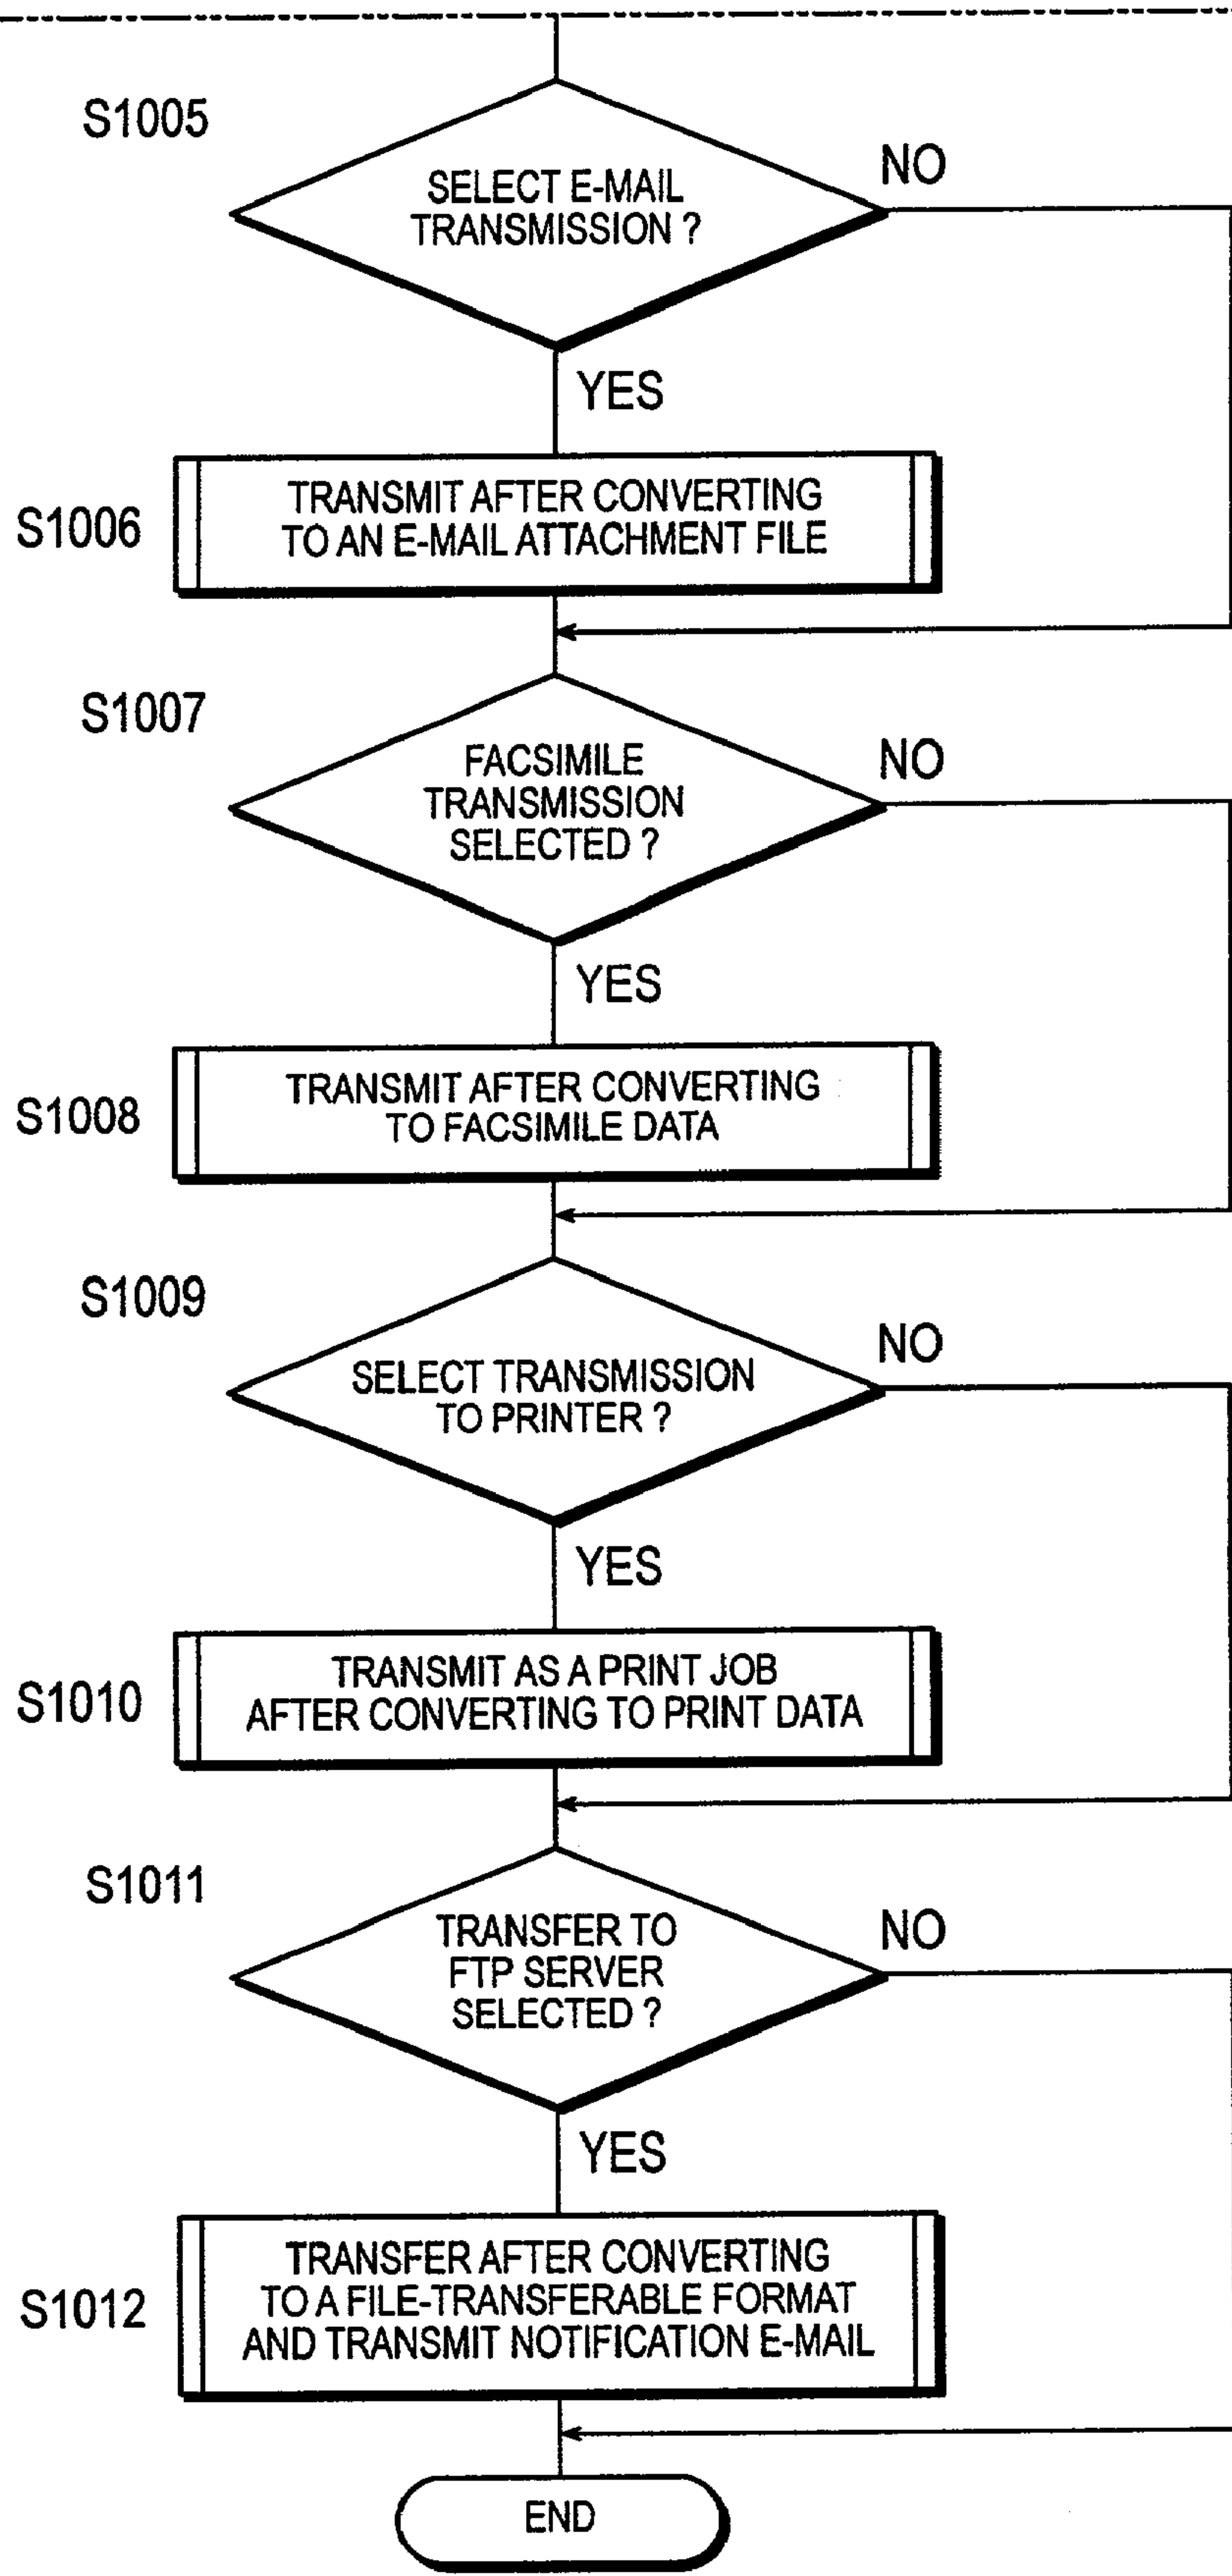 S1005
SELECT E-MAIL
TRANSMISSION ?
NO
YES
S1006
TRANSMIT AFTER CONVERTING
TO AN E-MAIL ATTACHMENT FILE
S1007
FACSIMILE
TRANSMISSION
SELECTED ?
NO
YES
S1008
TRANSMIT AFTER CONVERTING
TO FACSIMILE DATA
S1009
SELECT TRANSMISSION
TO PRINTER ?
NO
YES
S1010
TRANSMIT AS A PRINT JOB
AFTER CONVERTING TO PRINT DATA
S1011
TRANSFER TO
FTP SERVER
SELECTED ?
NO
YES
S1012
TRANSFER AFTER CONVERTING
TO A FILE-TRANSFERABLE FORMAT
AND TRANSMIT NOTIFICATION E-MAIL
END